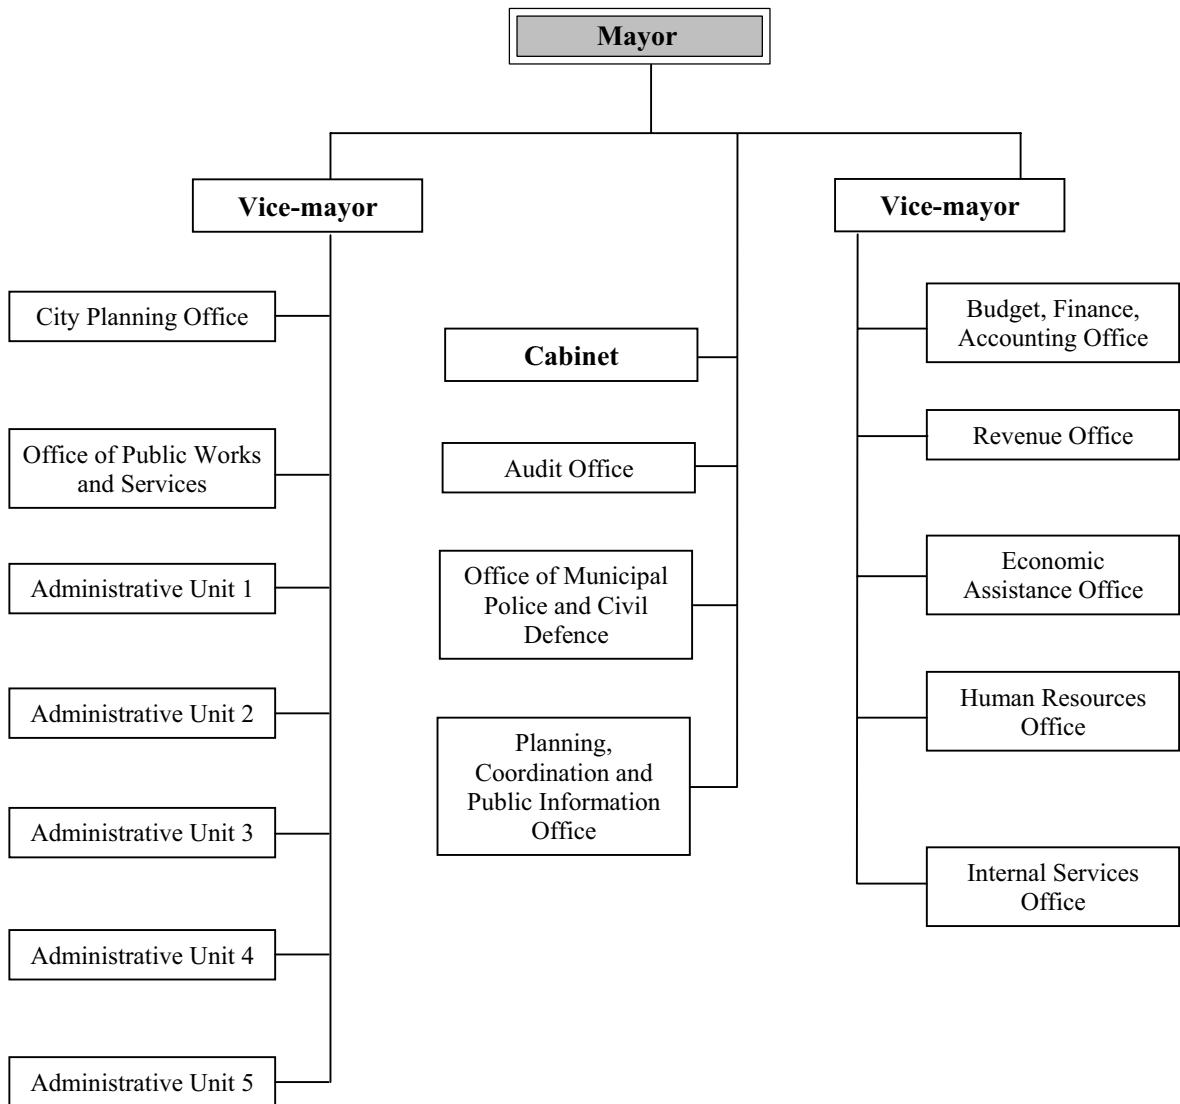 Mayor
Vice-mayor
Vice-mayor
City Planning Office
Office of Public Works
and Services
Administrative Unit 1
Administrative Unit 2
Administrative Unit 3
Administrative Unit 4
Administrative Unit 5
Cabinet
Audit Office
Office of Municipal
Police and Civil
Defence
Planning,
Coordination and
Public Information
Office
Budget, Finance,
Accounting Office
Revenue Office
Economic
Assistance Office
Human Resources
Office
Internal Services
Office